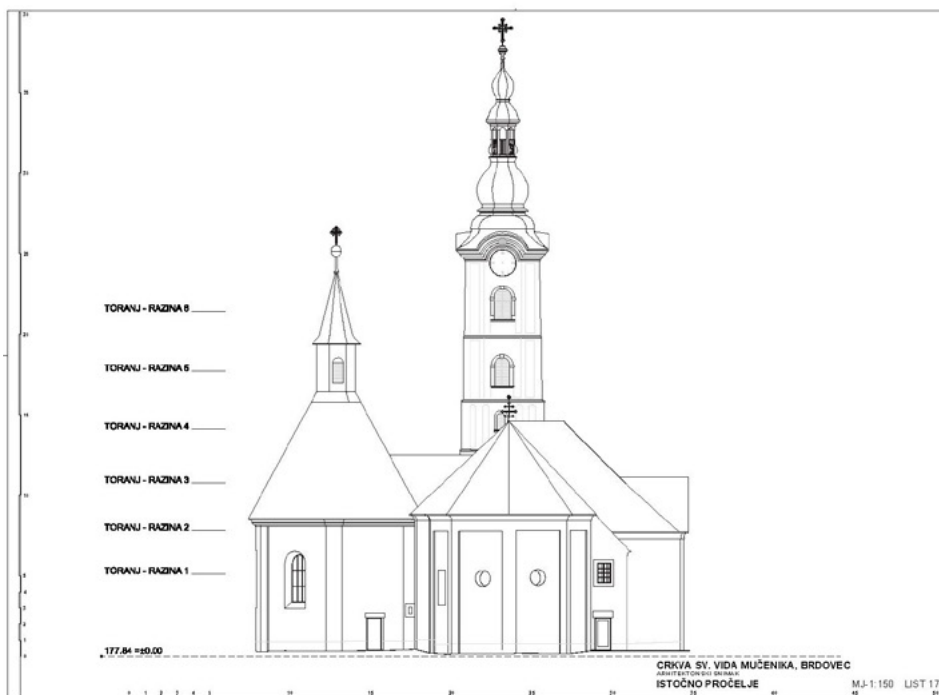 TORANJ - RAZINA 6
TORANJ - RAZINA 5
TORANJ - RAZINA 4
TORANJ - RAZINA 3
TORANJ - RAZINA 2
TORANJ - RAZINA 1
177.84 =±0.00
CRKVA SV. VIDA MUČENIKA, BRDOVEC
ARHITEKTONSKI SNIMAK
ISTOČNO PROČELJE MJ-1:150 LIST 17